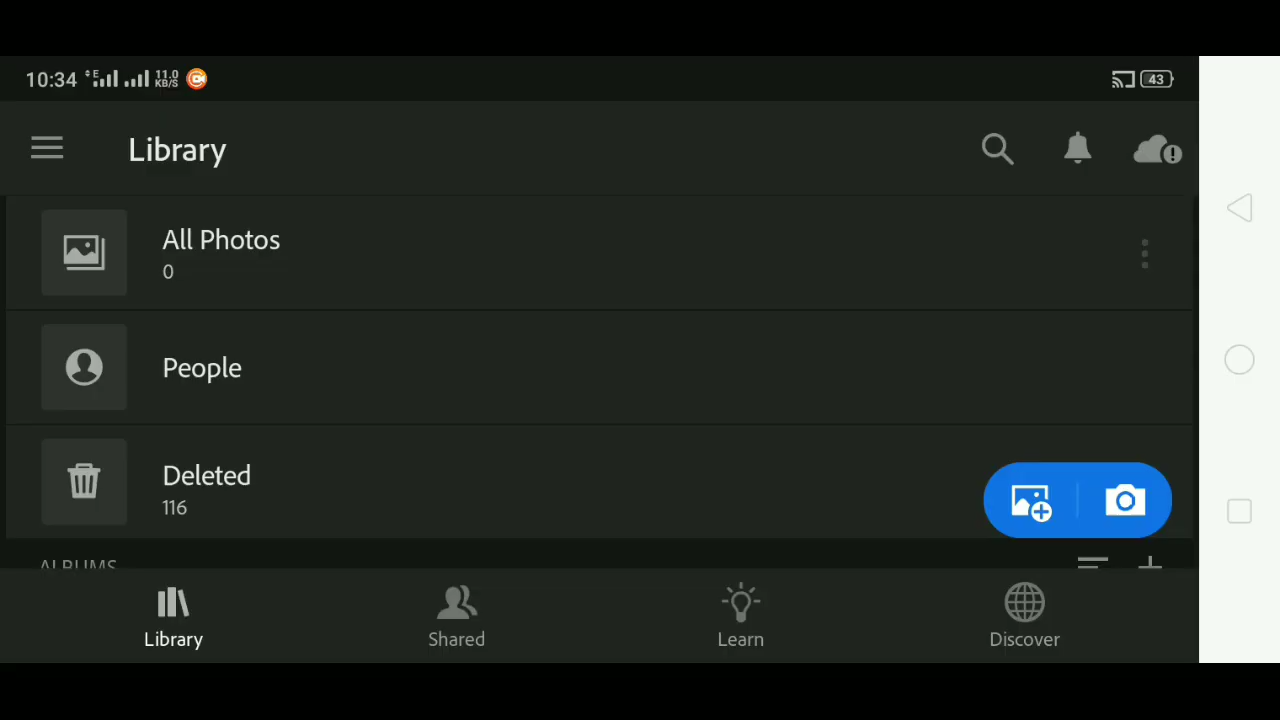 10:34 E 11.0 KB/S 43
Library
All Photos
0
People
Deleted
116
ALBUMS
Library Shared Learn Discover